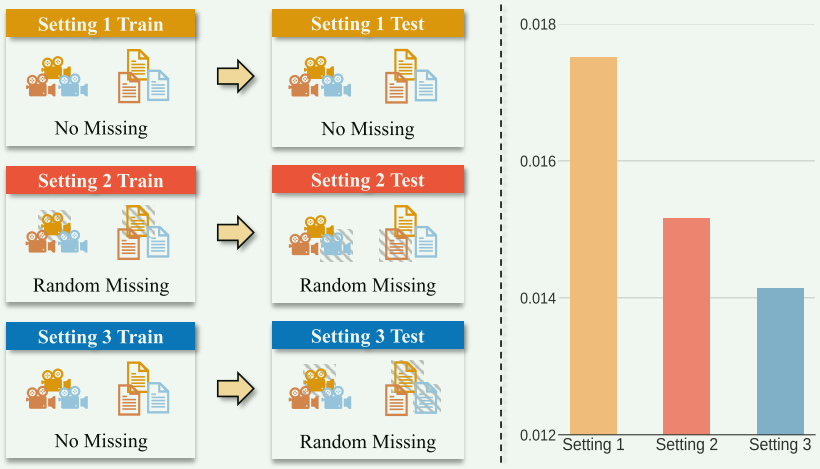 Setting 1 Train
No Missing
Setting 1 Test
No Missing
Setting 2 Train
Random Missing
Setting 2 Test
Random Missing
Setting 3 Train
No Missing
Setting 3 Test
Random Missing
0.018
0.016
0.014
0.012
Setting 1
Setting 2
Setting 3